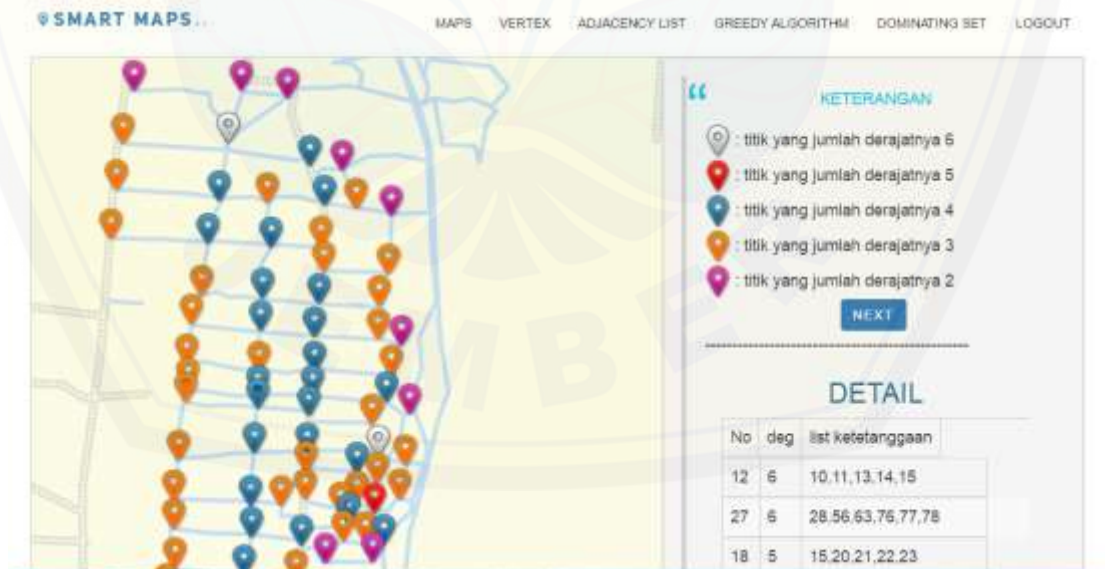 SMART MAPS..
MAPS VERTEX ADJACENCY LIST GREEDY ALGORITHM DOMINATING SET LOGOUT
KETERANGAN
: titik yang jumlah derajatnya 6
: titik yang jumlah derajatnya 5
: titik yang jumlah derajatnya 4
: titik yang jumlah derajatnya 3
: titik yang jumlah derajatnya 2
NEXT
DETAIL
No deg list ketetanggaan
12 6 10,11,13,14,15
27 6 28,56,63,76,77,78
18 5 15,20,21,22,23